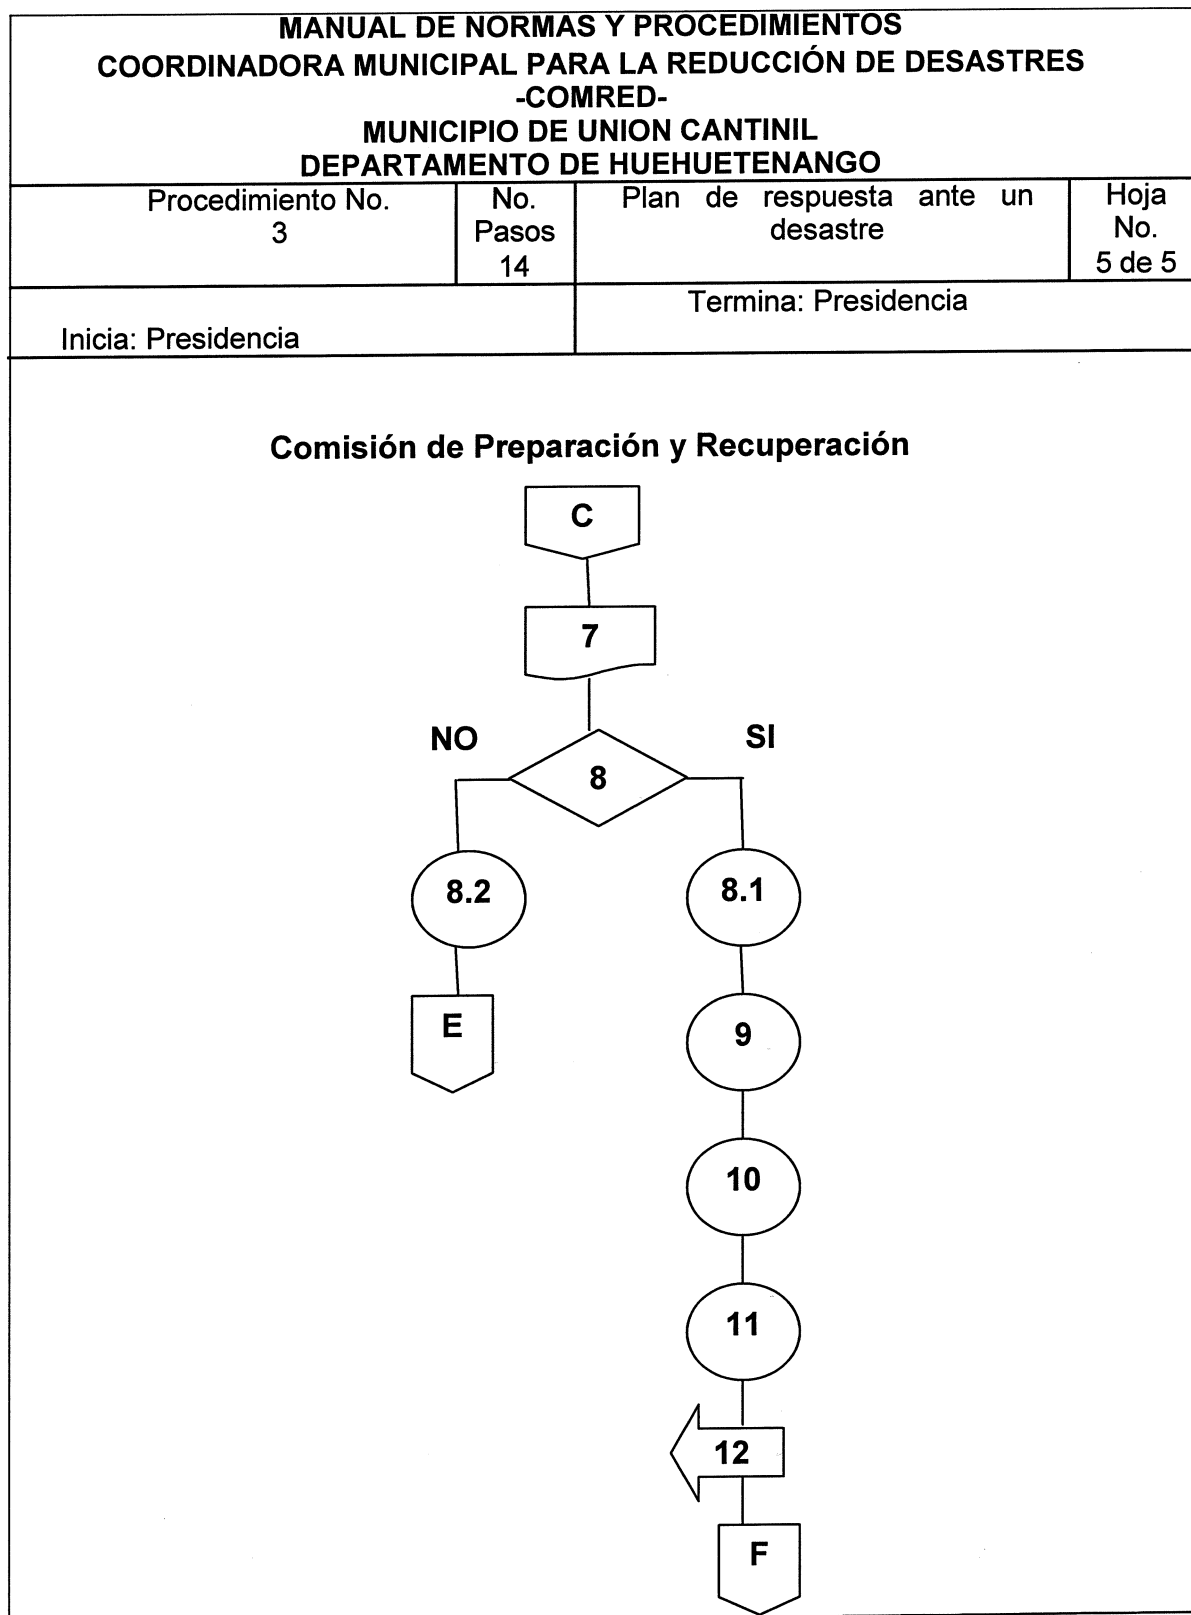 MANUAL DE NORMAS Y PROCEDIMIENTOS
COORDINADORA MUNICIPAL PARA LA REDUCCIÓN DE DESASTRES
-COMRED-
MUNICIPIO DE UNION CANTINIL
DEPARTAMENTO DE HUEHUETENANGO
Procedimiento No.
3
No.
Pasos
14
Plan de respuesta ante un
desastre
Hoja
No.
5 de 5
Inicia: Presidencia
Termina: Presidencia
Comisión de Preparación y Recuperación
C
7
NO
SI
8
8.2
8.1
E
9
10
11
12
F